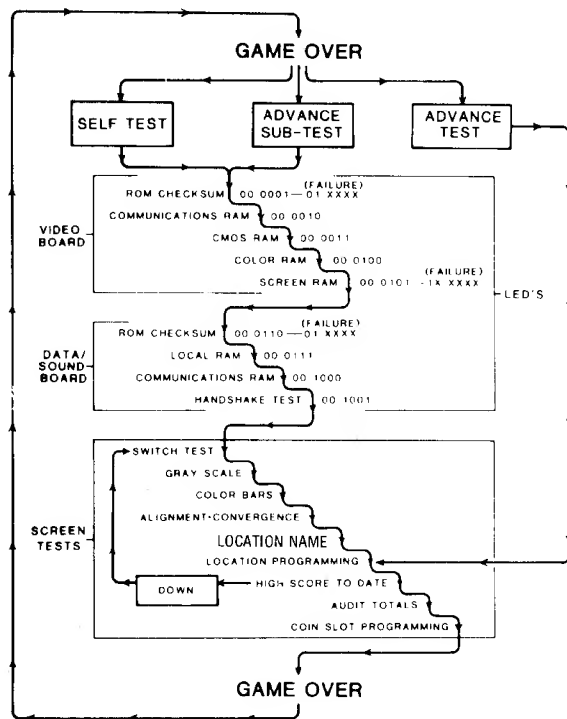 GAME OVER
SELF TEST
ADVANCE
SUB-TEST
ADVANCE
TEST
(FAILURE)
ROM CHECKSUM 00 0001—01 XXXX
COMMUNICATIONS RAM 00 0010
VIDEO
BOARD
CMOS RAM 00 0011
COLOR RAM 00 0100
(FAILURE)
SCREEN RAM 00 0101 -1X XXXX
LED'S
(FAILURE)
ROM CHECKSUM 00 0110—01 XXXX
DATA/
SOUND
BOARD
LOCAL RAM 00 0111
COMMUNICATIONS RAM 00 1000
HANDSHAKE TEST 00 1001
SWITCH TEST
GRAY SCALE
COLOR BARS
ALIGNMENT-CONVERGENCE
SCREEN
TESTS
LOCATION NAME
LOCATION PROGRAMMING
DOWN
HIGH SCORE TO DATE
AUDIT TOTALS
COIN SLOT PROGRAMMING
GAME OVER